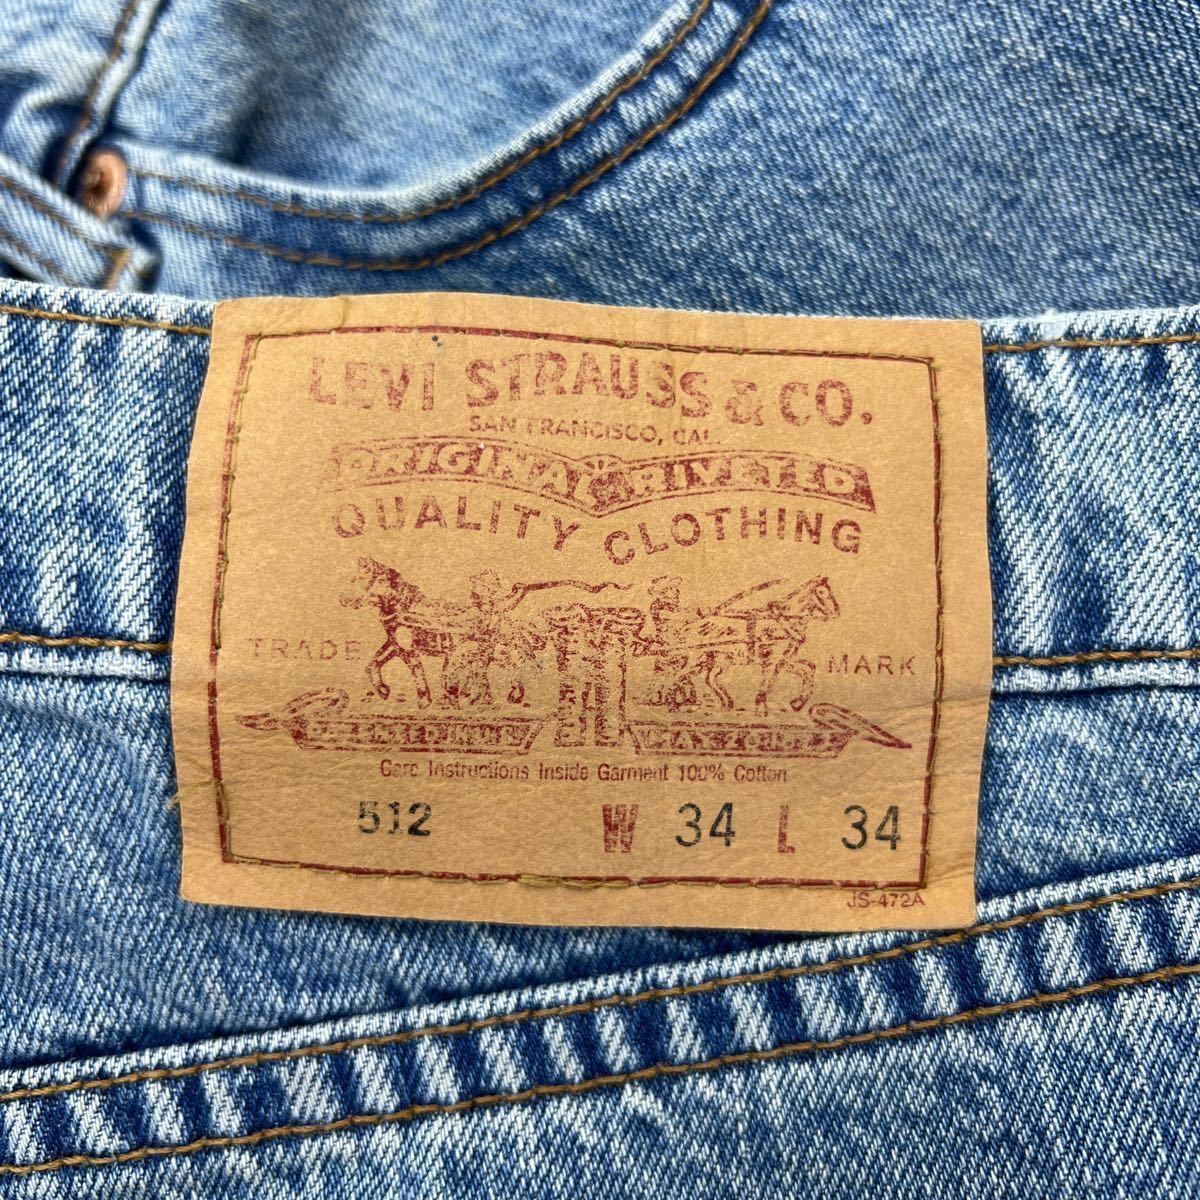 LEVI STRAUSS & CO.
SAN FRANCISCO, CAL.
ORIGINAL RIVETED
QUALITY CLOTHING
TRADE MARK
Care Instructions Inside Garment 100% Cotton
512 W 34 L 34
JS-472A